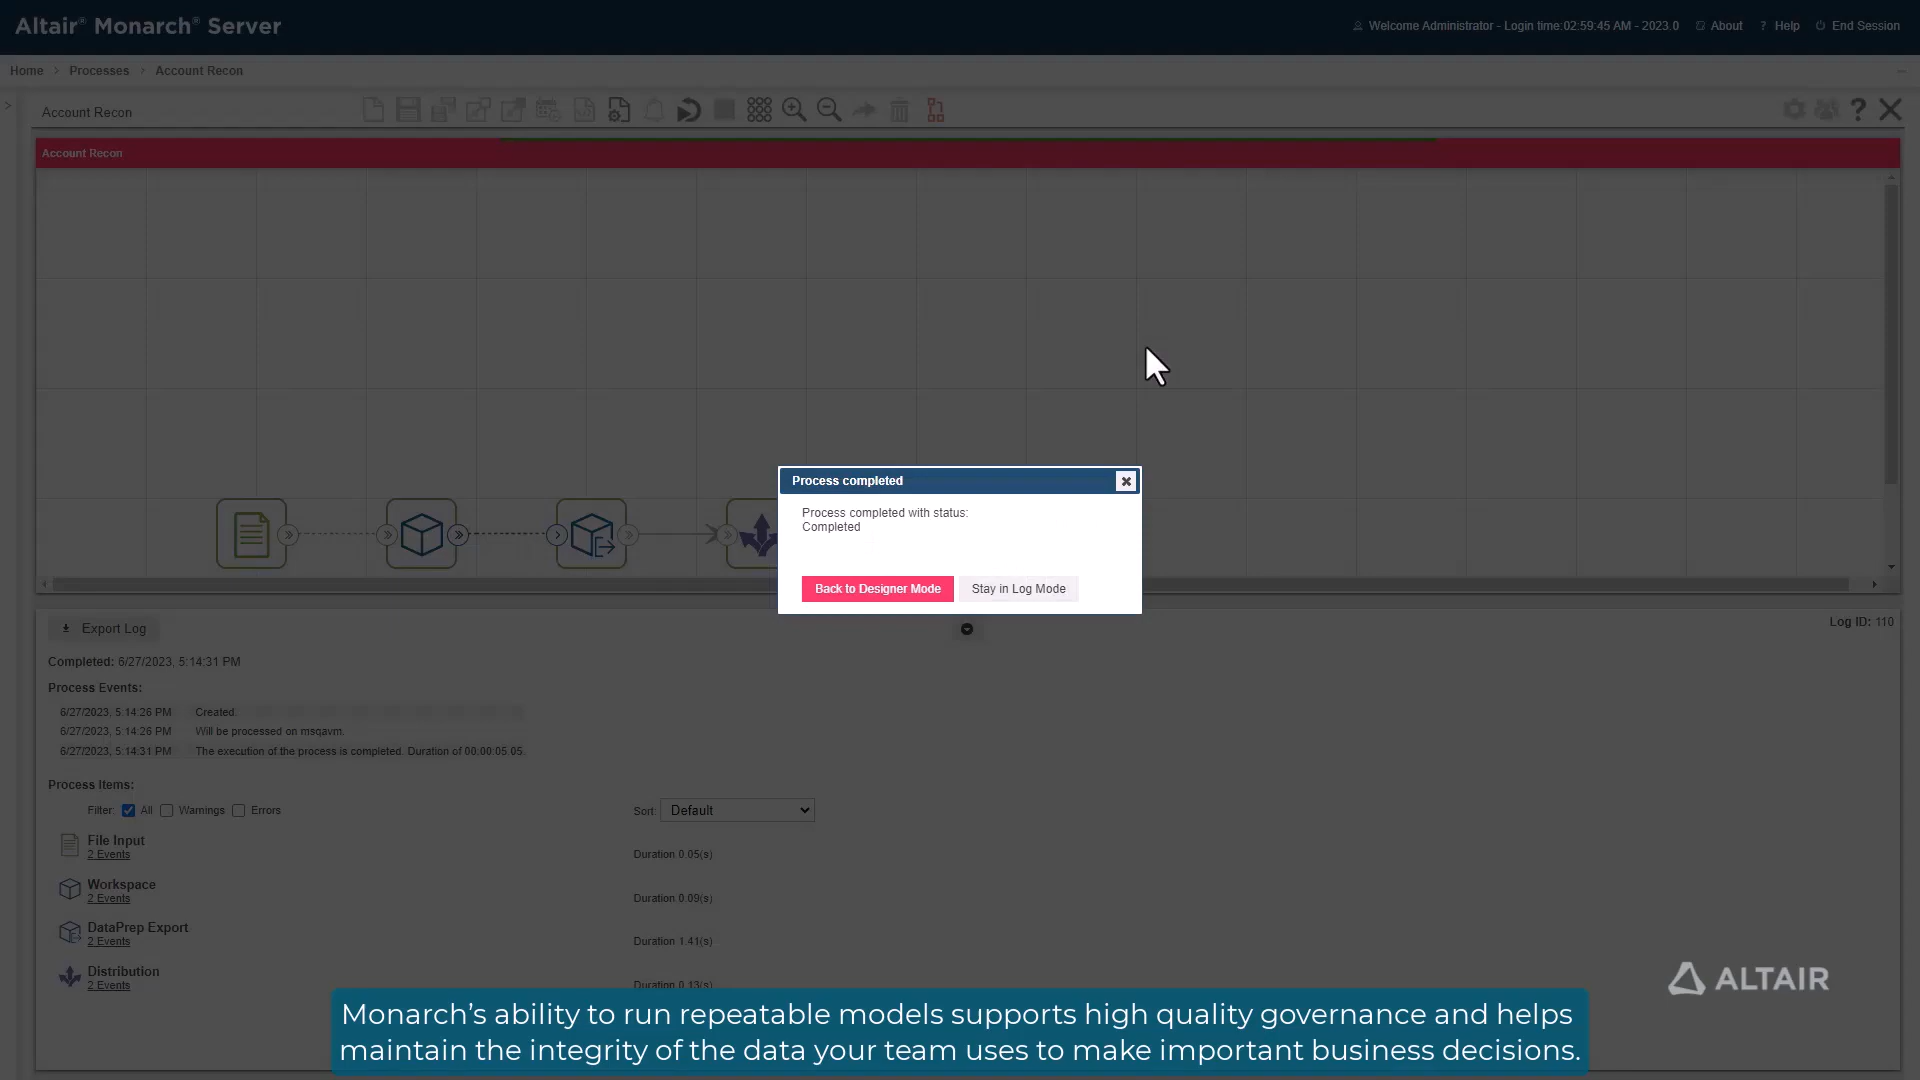 Altair® Monarch® Server
Welcome Administrator - Login time:02:59:45 AM - 2023.0 About ? Help End Session
Home > Processes > Account Recon
Account Recon
Account Recon
Process completed
Process completed with status:
Completed
Back to Designer Mode Stay in Log Mode
Export Log
Log ID: 110
Completed: 6/27/2023, 5:14:31 PM
Process Events:
6/27/2023, 5:14:26 PM Created
6/27/2023, 5:14:26 PM Will be processed on msqavm.
6/27/2023, 5:14:31 PM The execution of the process is completed. Duration of 00:00:05.05.
Process Items:
Filter: All Warnings Errors Sort: Default
File Input
2 Events Duration 0.05(s)
Workspace
2 Events Duration 0.09(s)
DataPrep Export
2 Events Duration 1.41(s)
Distribution
2 Events Duration 0.13(s)
ALTAIR
Monarch’s ability to run repeatable models supports high quality governance and helps
maintain the integrity of the data your team uses to make important business decisions.